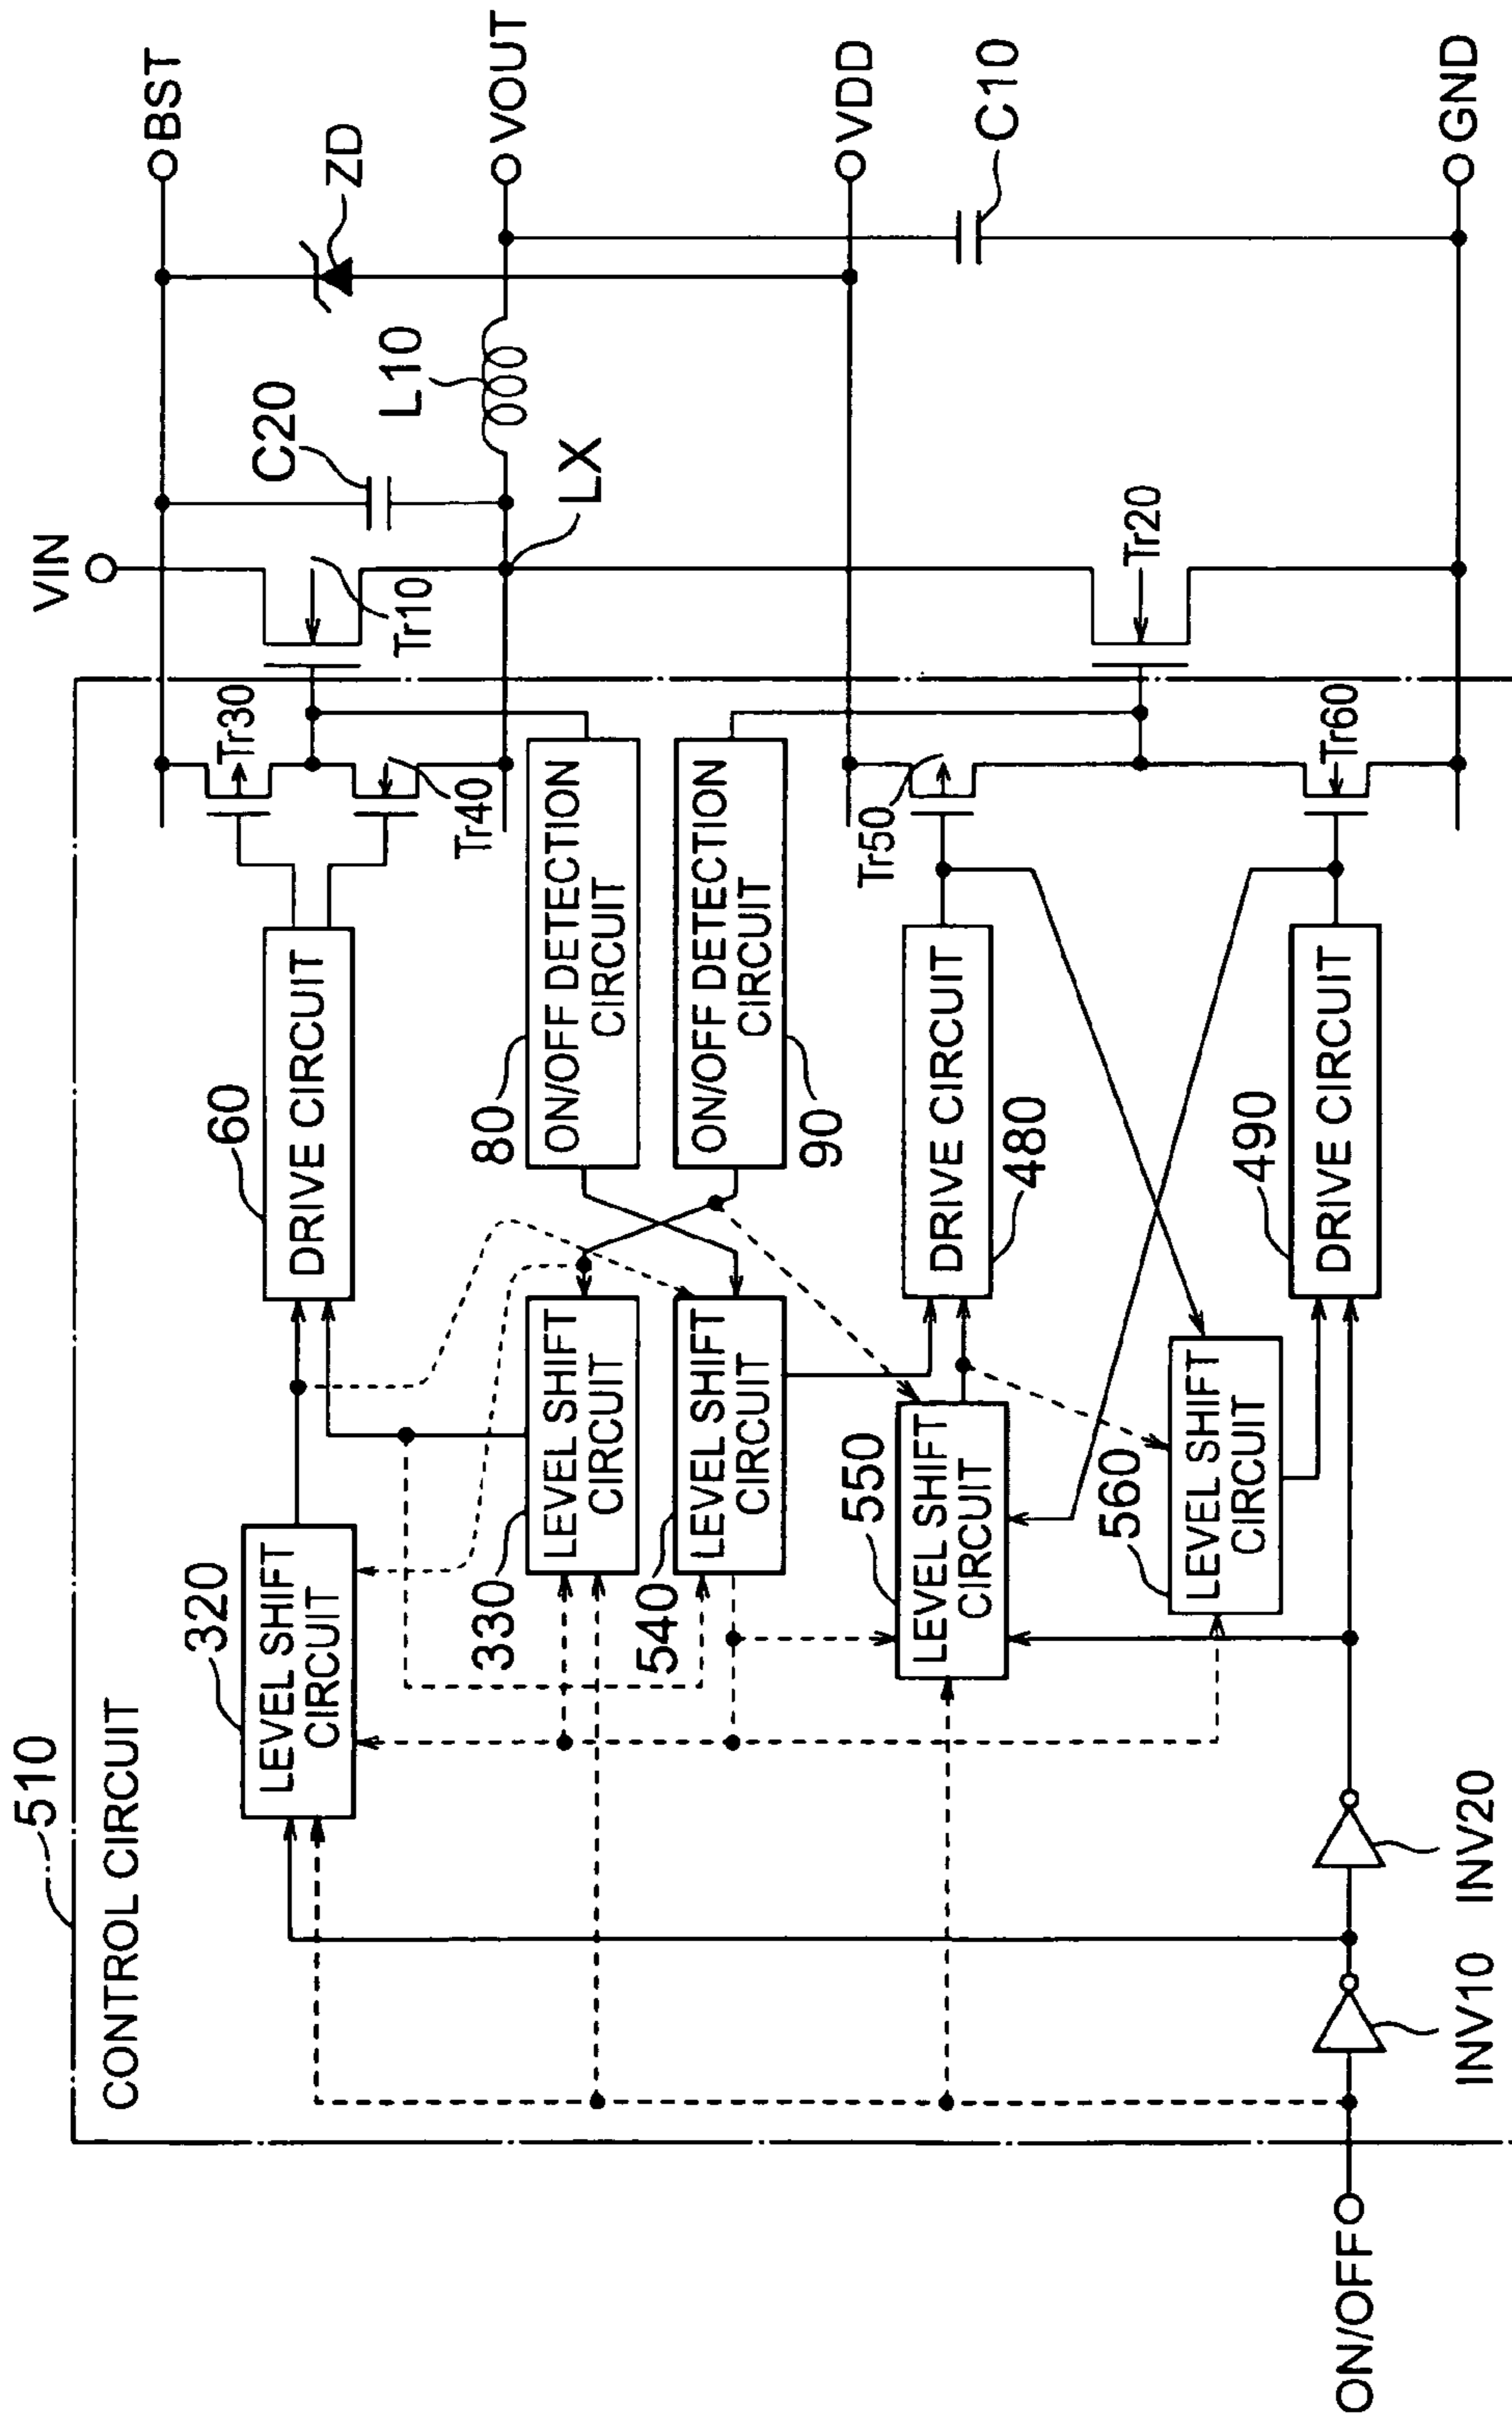 510
CONTROL CIRCUIT
ON/OFF
INV10
INV20
320
LEVEL SHIFT
CIRCUIT
330
LEVEL SHIFT
CIRCUIT
540
LEVEL SHIFT
CIRCUIT
550
LEVEL SHIFT
CIRCUIT
560
LEVEL SHIFT
CIRCUIT
60
DRIVE CIRCUIT
80
ON/OFF DETECTION
CIRCUIT
90
ON/OFF DETECTION
CIRCUIT
480
DRIVE CIRCUIT
490
DRIVE CIRCUIT
Tr30
Tr40
Tr50
Tr60
VIN
Tr10
Tr20
LX
C20
L10
ZD
C10
BST
VOUT
VDD
GND